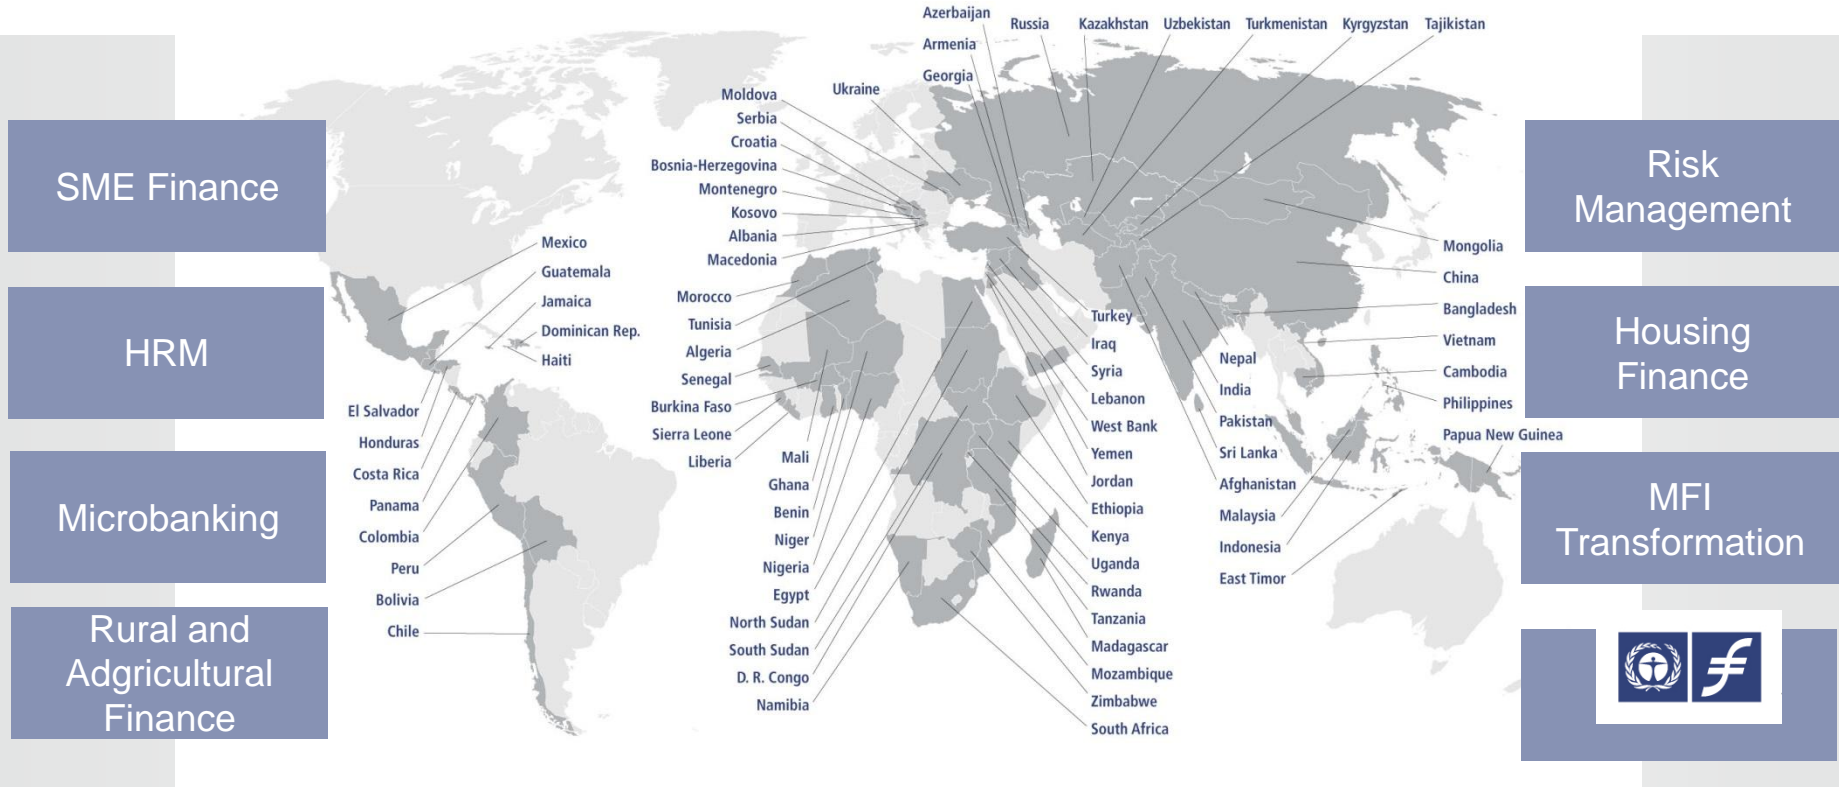 SME Finance
HRM
Microbanking
Rural and
Adgricultural
Finance
Mexico
Guatemala
Jamaica
Dominican Rep.
Haiti
El Salvador
Honduras
Costa Rica
Panama
Colombia
Peru
Bolivia
Chile
Moldova
Serbia
Croatia
Bosnia-Herzegovina
Montenegro
Kosovo
Albania
Macedonia
Morocco
Tunisia
Algeria
Senegal
Burkina Faso
Sierra Leone
Liberia
Mali
Ghana
Benin
Niger
Nigeria
Egypt
North Sudan
South Sudan
D. R. Congo
Namibia
Ukraine
Azerbaijan
Armenia
Georgia
Russia
Kazakhstan
Uzbekistan
Turkmenistan
Kyrgyzstan
Tajikistan
Turkey
Iraq
Syria
Lebanon
West Bank
Yemen
Jordan
Ethiopia
Kenya
Uganda
Rwanda
Tanzania
Madagascar
Mozambique
Zimbabwe
South Africa
Nepal
India
Pakistan
Sri Lanka
Afghanistan
Malaysia
Indonesia
East Timor
Mongolia
China
Bangladesh
Vietnam
Cambodia
Philippines
Papua New Guinea
Risk
Management
Housing
Finance
MFI
Transformation